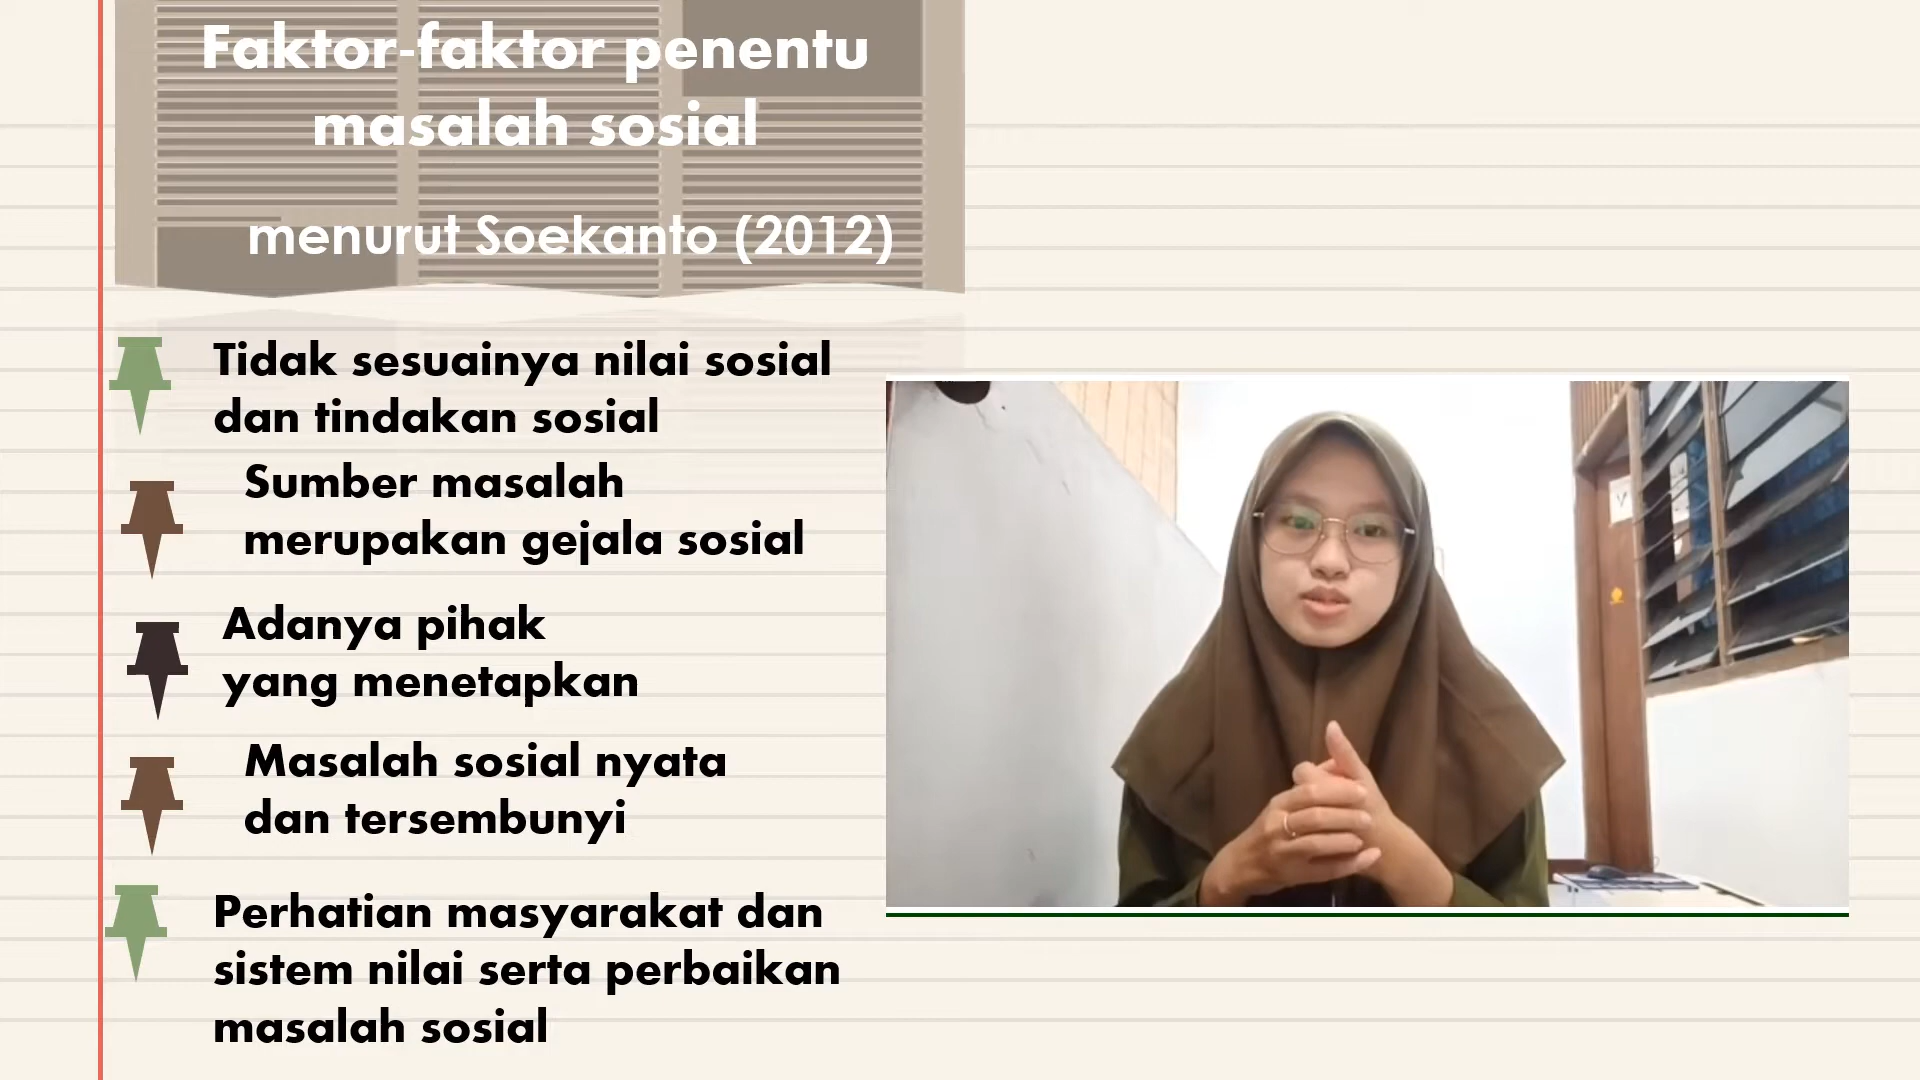 Faktor-faktor penentu
masalah sosial
menurut Soekanto (2012)
Tidak sesuainya nilai sosial
dan tindakan sosial
Sumber masalah
merupakan gejala sosial
Adanya pihak
yang menetapkan
Masalah sosial nyata
dan tersembunyi
Perhatian masyarakat dan
sistem nilai serta perbaikan
masalah sosial